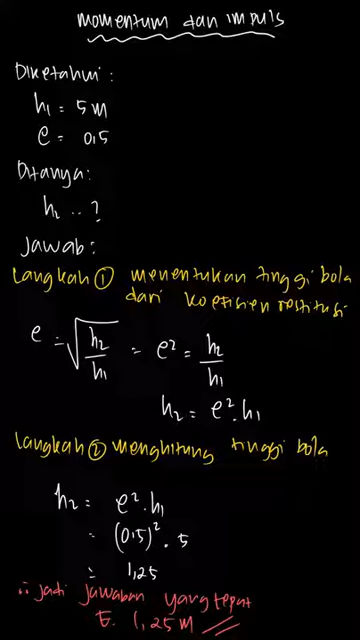 momentum dan impuls
Diketahui:
h₁ = 5 m
e = 0,5
Ditanya:
h₂ ..?
Jawab:
Langkah ① menentukan tinggi bola
dari koefisien restitusi
e = √(h₂/h₁) = e² = h₂/h₁
h₂ = e². h₁
Langkah ② menghitung tinggi bola
h₂ = e². h₁
= (0,5)² . 5
= 1,25
∴ jadi jawaban yang tepat
E. 1,25 M //